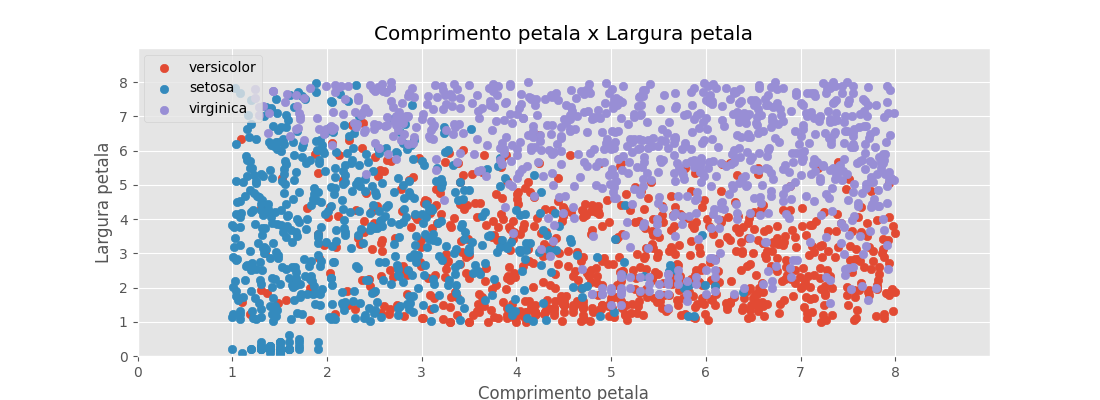 Comprimento petala x Largura petala
versicolor
setosa
virginica
Largura petala
8
7
6
5
4
3
2
1
0
0 1 2 3 4 5 6 7 8
Comprimento petala